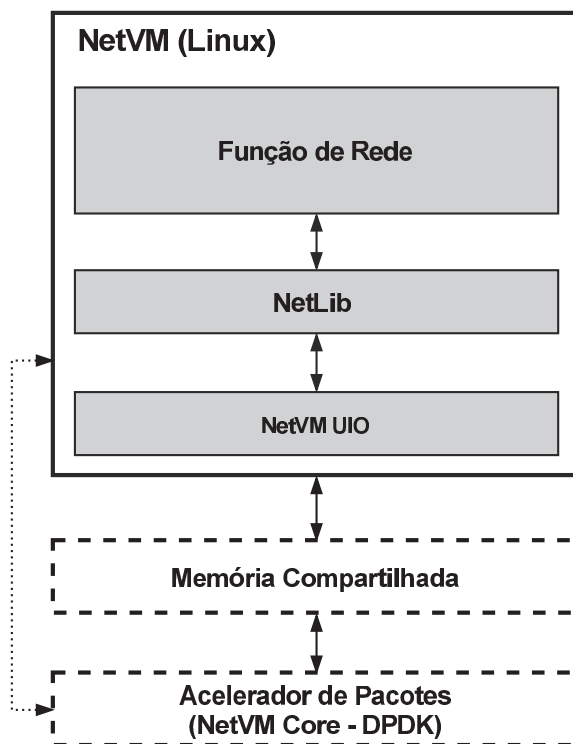 NetVM (Linux)
Função de Rede
NetLib
NetVM UIO
Memória Compartilhada
Acelerador de Pacotes
(NetVM Core - DPDK)